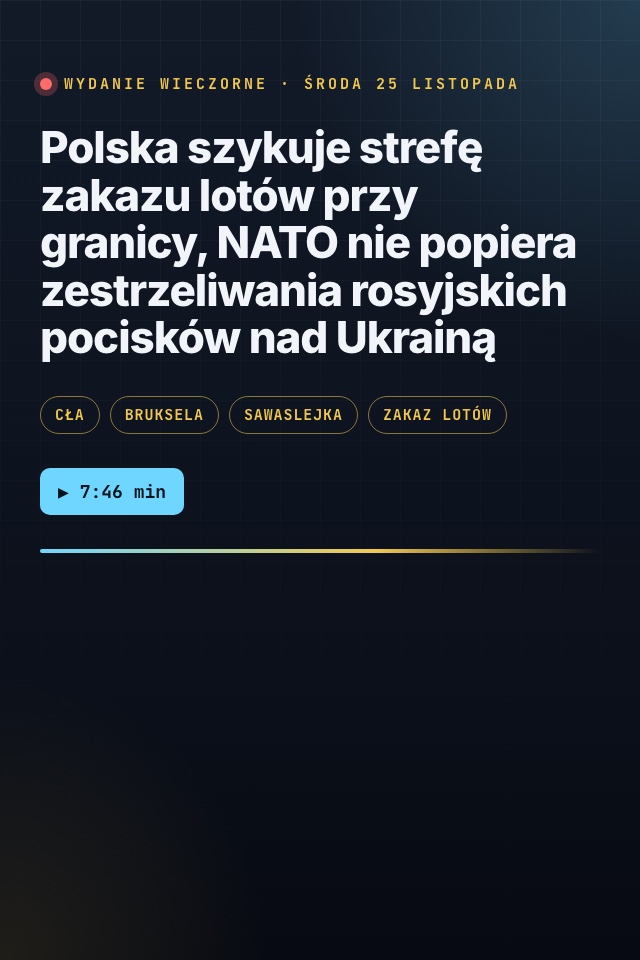 WYDANIE WIECZORNE · ŚRODA 25 LISTOPADA
Polska szykuje strefę
zakazu lotów przy
granicy, NATO nie popiera
zestrzeliwania rosyjskich
pocisków nad Ukrainą
CŁA BRUKSELA SAWASLEJKA ZAKAZ LOTÓW
▶ 7:46 min